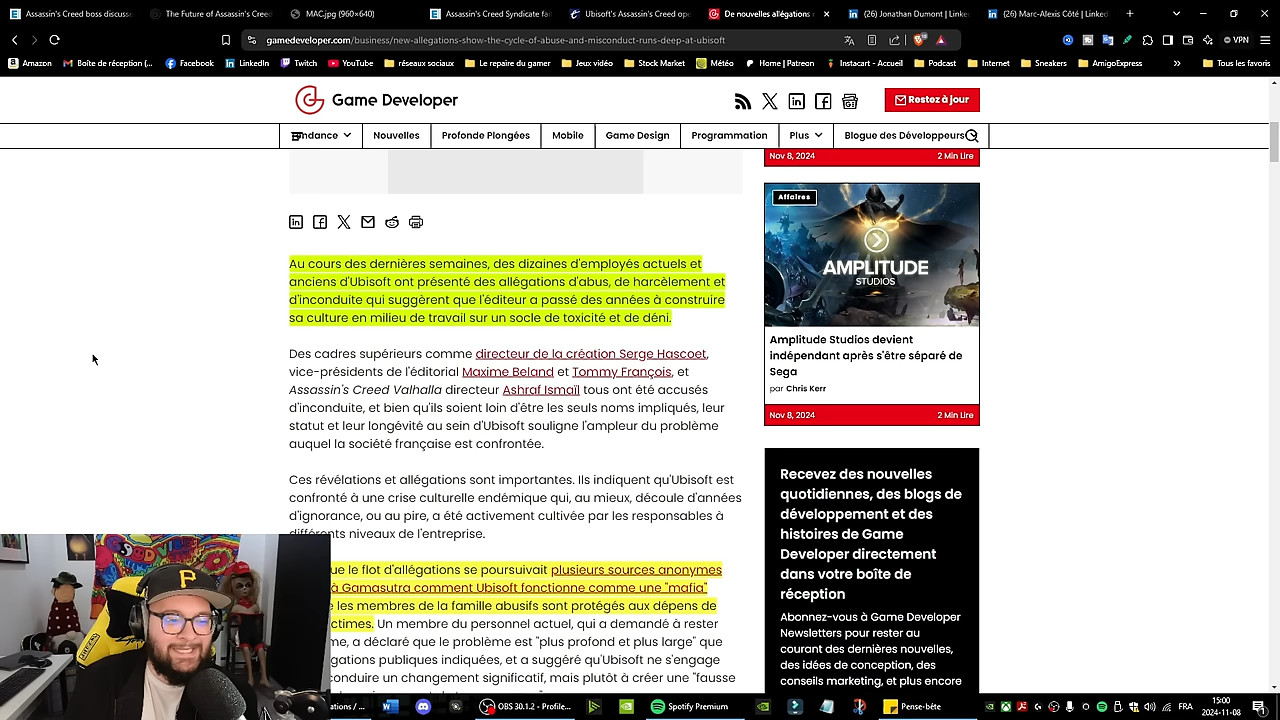 Assassin's Creed boss discuss
The Future of Assassin's Creed
MAC.jpg (960×640)
Assassin's Creed Syndicate fail
Ubisoft's Assassin's Creed ope
De nouvelles allégations
(26) Jonathan Dumont | Linke
(26) Marc-Alexis Côté | Linked
gamedeveloper.com/business/new-allegations-show-the-cycle-of-abuse-and-misconduct-runs-deep-at-ubisoft
VPN
Amazon
Boîte de réception (...
Facebook
LinkedIn
Twitch
YouTube
réseaux sociaux
Le repaire du gamer
Jeux vidéo
Stock Market
Météo
Home | Patreon
Instacart - Accueil
Podcast
Internet
Sneakers
AmigoExpress
Tous les favoris
Game Developer
Restez à jour
ndance
Nouvelles
Profonde Plongées
Mobile
Game Design
Programmation
Plus
Blogue des Développeurs
Nov 8, 2024
2 Min Lire
Au cours des dernières semaines, des dizaines d'employés actuels et
anciens d'Ubisoft ont présenté des allégations d'abus, de harcèlement et
d'inconduite qui suggèrent que l'éditeur a passé des années à construire
sa culture en milieu de travail sur un socle de toxicité et de déni.
Des cadres supérieurs comme directeur de la création Serge Hascoet,
vice-présidents de l'éditorial Maxime Beland et Tommy François, et
Assassin's Creed Valhalla directeur Ashraf Ismaïl tous ont été accusés
d'inconduite, et bien qu'ils soient loin d'être les seuls noms impliqués, leur
statut et leur longévité au sein d'Ubisoft souligne l'ampleur du problème
auquel la société française est confrontée.
Ces révélations et allégations sont importantes. Ils indiquent qu'Ubisoft est
confronté à une crise culturelle endémique qui, au mieux, découle d'années
d'ignorance, ou au pire, a été activement cultivée par les responsables à
différents niveaux de l'entreprise.
ue le flot d'allégations se poursuivait plusieurs sources anonymes
à Gamasutra comment Ubisoft fonctionne comme une "mafia"
les membres de la famille abusifs sont protégés aux dépens de
ctimes. Un membre du personnel actuel, qui a demandé à rester
me, a déclaré que le problème est "plus profond et plus large" que
gations publiques indiquées, et a suggéré qu'Ubisoft ne s'engage
conduire un changement significatif, mais plutôt à créer une "fausse
Affaires
AMPLITUDE
STUDIOS
Amplitude Studios devient
indépendant après s'être séparé de
Sega
par Chris Kerr
Nov 8, 2024
2 Min Lire
Recevez des nouvelles
quotidiennes, des blogs de
développement et des
histoires de Game
Developer directement
dans votre boîte de
réception
Abonnez-vous à Game Developer
Newsletters pour rester au
courant des dernières nouvelles,
des idées de conception, des
conseils marketing, et plus encore
P
ations / ...
OBS 30.1.2 - Profile...
Spotify Premium
Pense-bête
FRA
15:00
2024-11-08